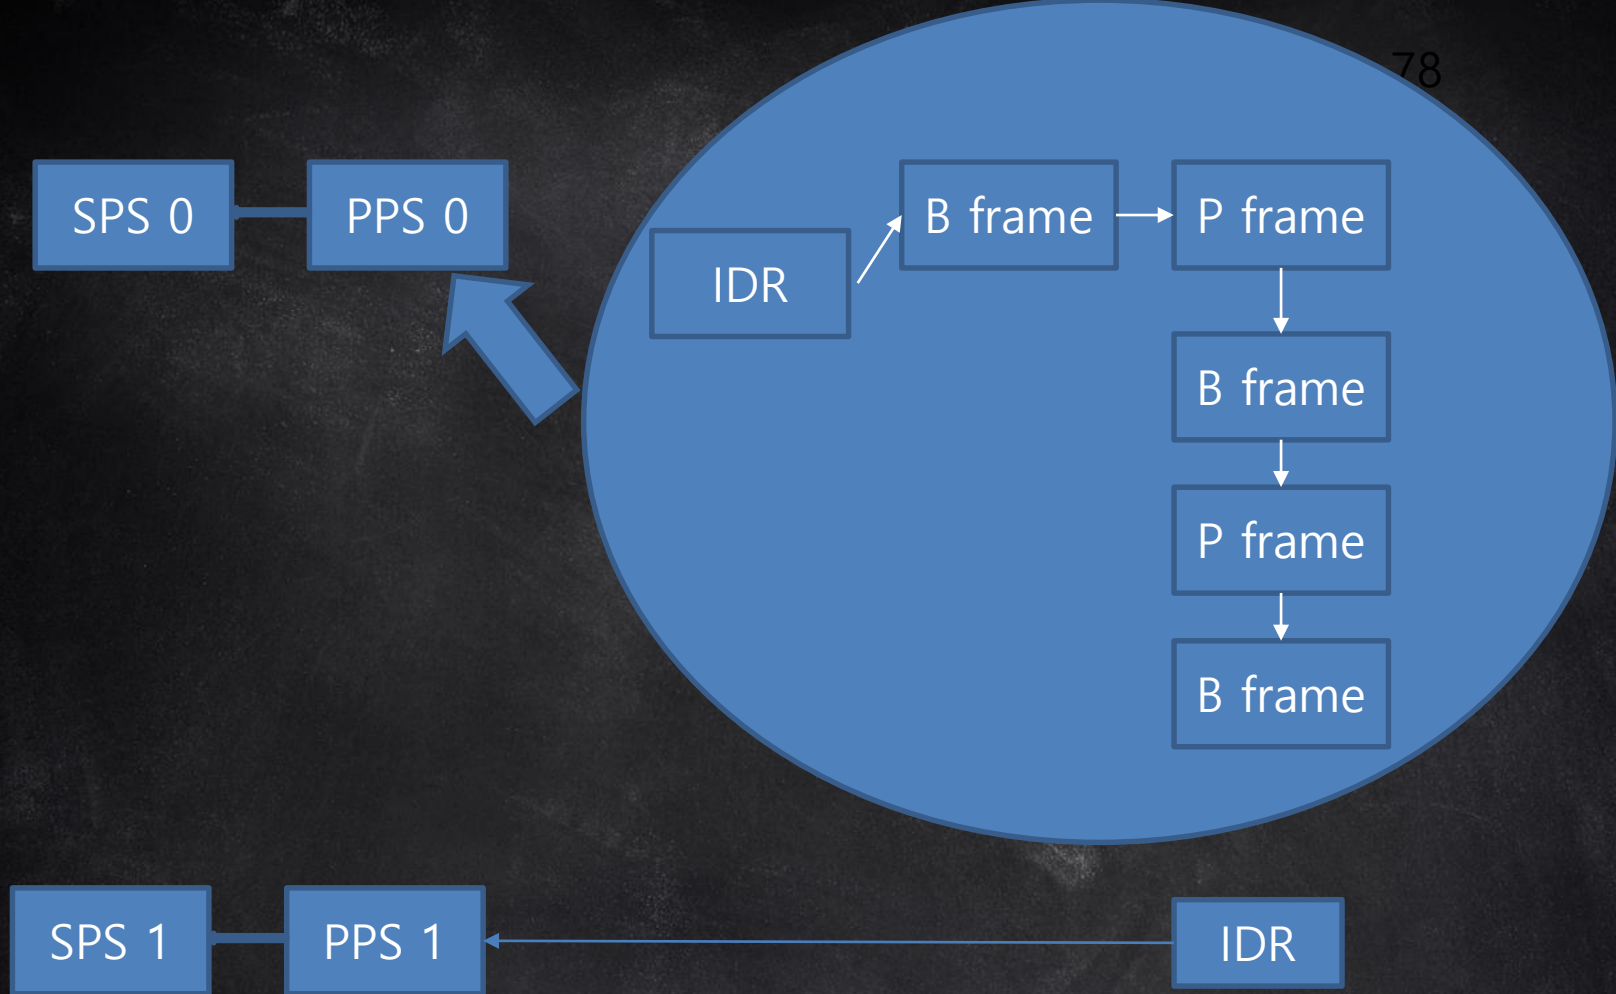 78
SPS 0
PPS 0
IDR
B frame
P frame
B frame
P frame
B frame
SPS 1
PPS 1
IDR